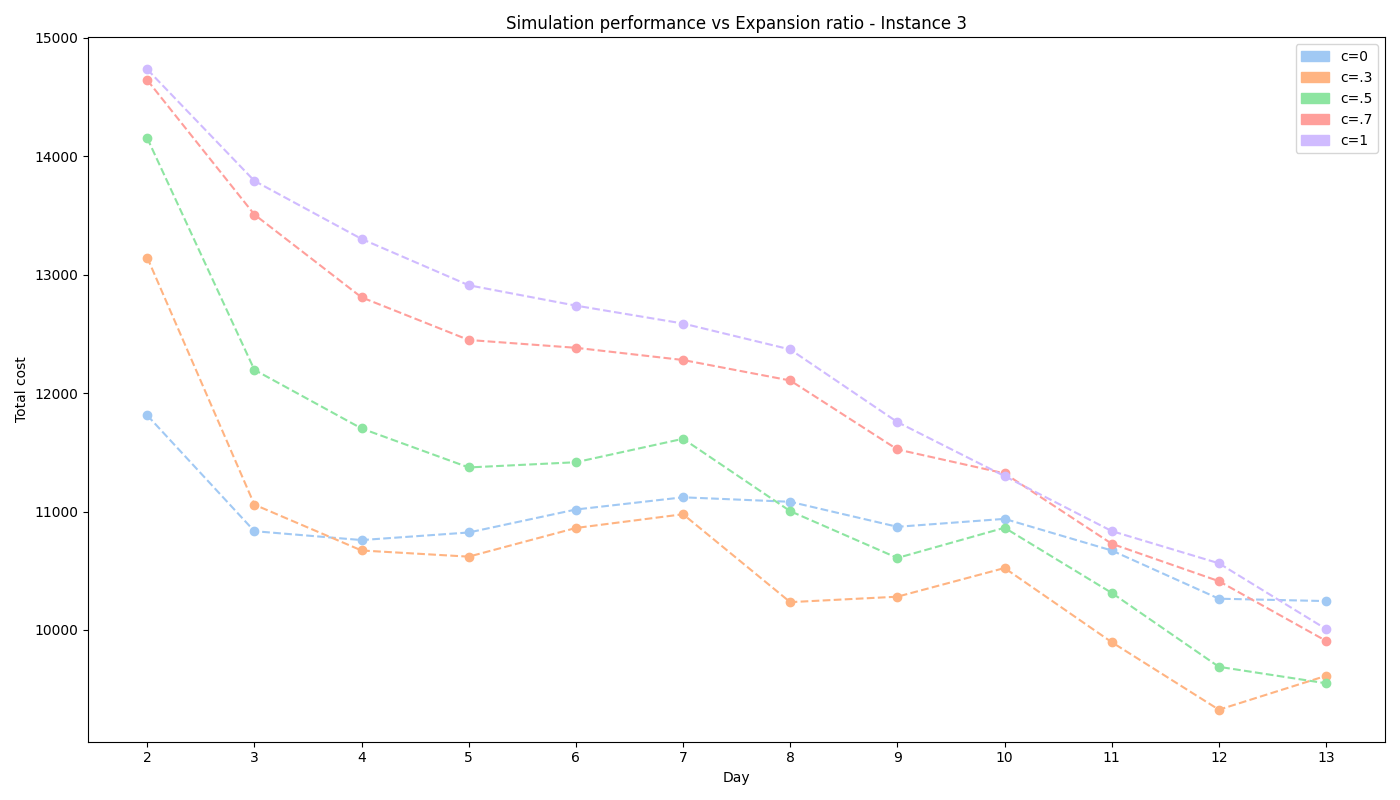 Simulation performance vs Expansion ratio - Instance 3
15000
14000
13000
12000
11000
10000
Total cost
c=0
c=.3
c=.5
c=.7
c=1
2 3 4 5 6 7 8 9 10 11 12 13
Day